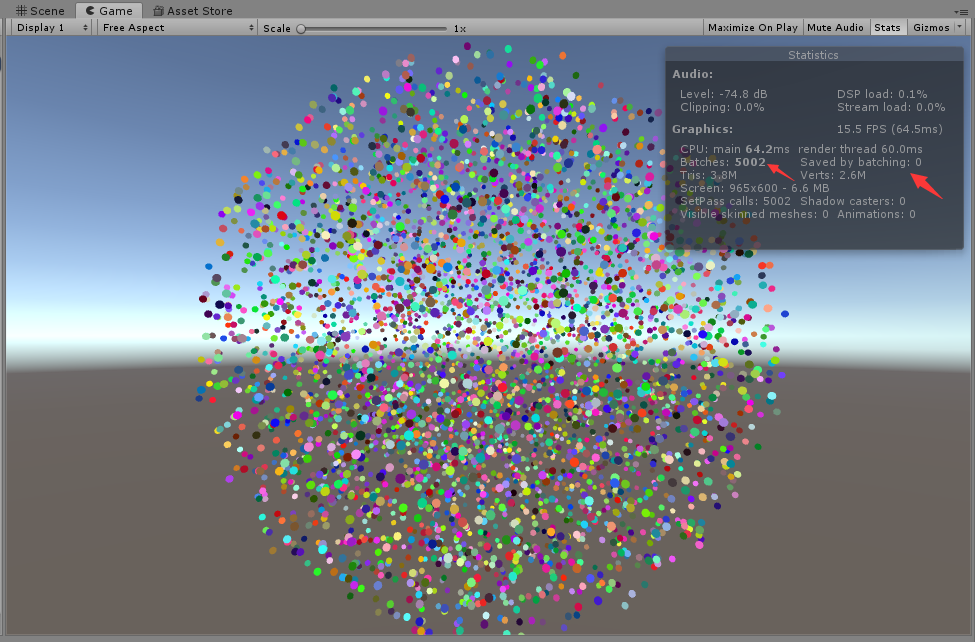 Scene Game Asset Store
Display 1 Free Aspect Scale 1x Maximize On Play Mute Audio Stats Gizmos
Statistics
Audio:
Level: -74.8 dB DSP load: 0.1%
Clipping: 0.0% Stream load: 0.0%
Graphics: 15.5 FPS (64.5ms)
CPU: main 64.2ms render thread 60.0ms
Batches: 5002 Saved by batching: 0
Tris: 3.8M Verts: 2.6M
Screen: 965x600 - 6.6 MB
SetPass calls: 5002 Shadow casters: 0
Visible skinned meshes: 0 Animations: 0